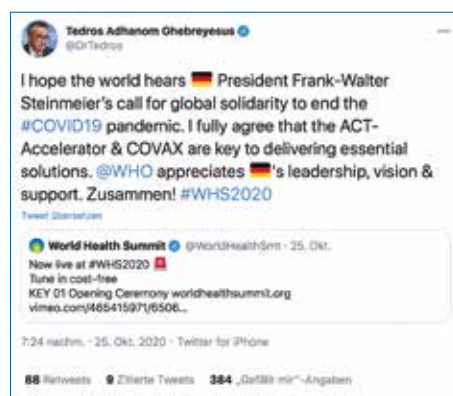 Tedros Adhanom Ghebreyesus
@DrTedros
I hope the world hears 🇩🇪 President Frank-Walter
Steinmeier's call for global solidarity to end the
#COVID19 pandemic. I fully agree that the ACT-
Accelerator & COVAX are key to delivering essential
solutions. @WHO appreciates 🇩🇪's leadership, vision &
support. Zusammen! #WHS2020
Tweet übersetzen
World Health Summit @WorldHealthSmt · 25. Okt.
Now live at #WHS2020 🚨
Tune in cost-free
KEY 01 Opening Ceremony worldhealthsummit.org
vimeo.com/465415971/6506...
7:24 nachm. · 25. Okt. 2020 · Twitter for iPhone
88 Retweets 9 Zitierte Tweets 384 „Gefällt mir“-Angaben